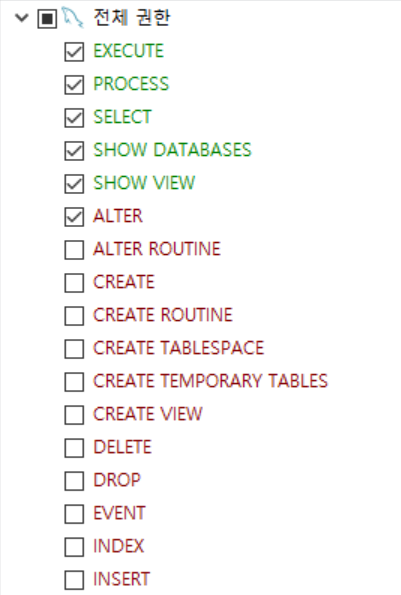 전체 권한
EXECUTE
PROCESS
SELECT
SHOW DATABASES
SHOW VIEW
ALTER
ALTER ROUTINE
CREATE
CREATE ROUTINE
CREATE TABLESPACE
CREATE TEMPORARY TABLES
CREATE VIEW
DELETE
DROP
EVENT
INDEX
INSERT